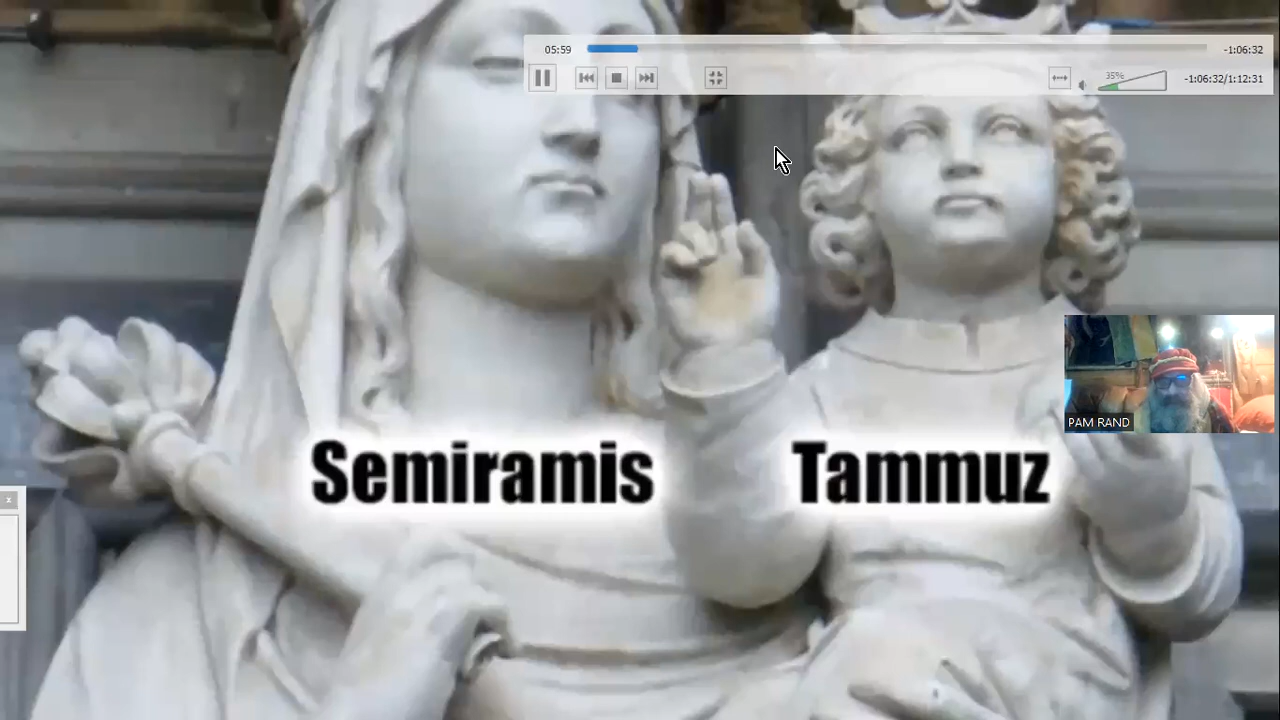 05:59
-1:06:32
35%
-1:06:32/1:12:31
PAM RAND
Semiramis
Tammuz
x